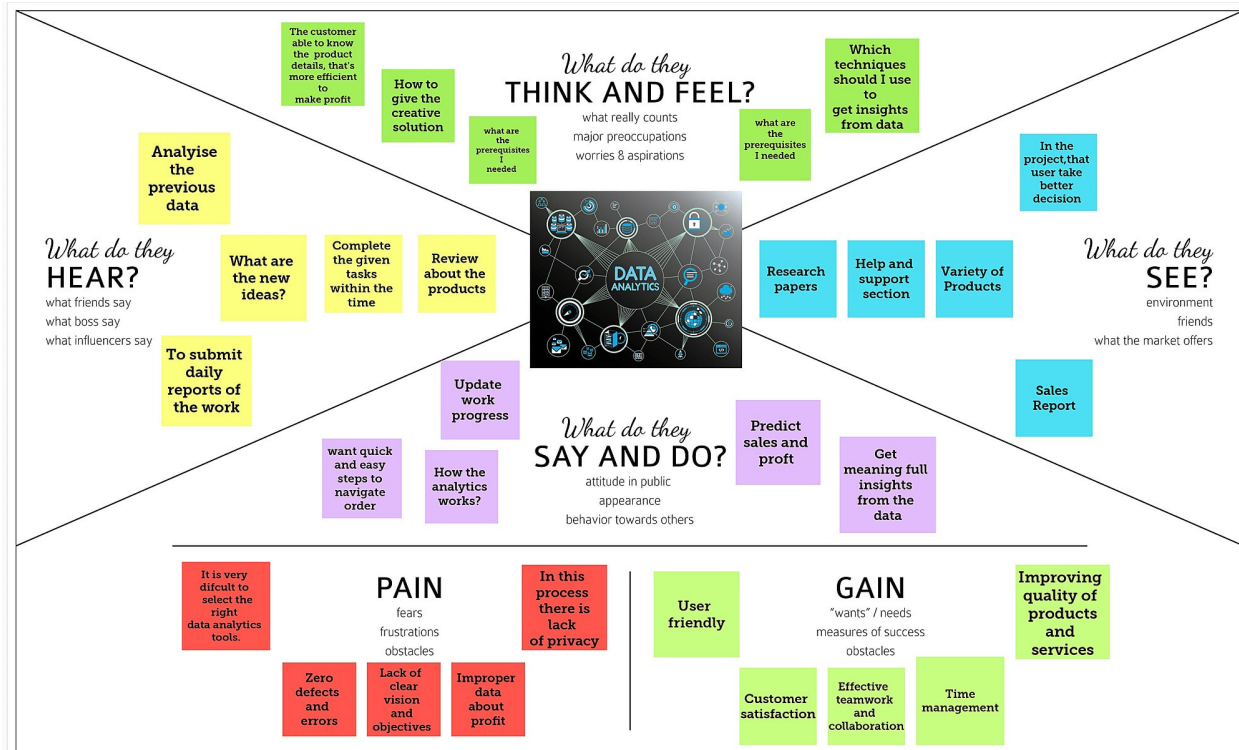 The customer
able to know
the product
details, that's
more efficient
to
make profit
How to
give the
creative
solution
what are
the
prerequisites
I
needed
What do they
THINK AND FEEL?
what really counts
major preoccupations
worries & aspirations
what are
the
prerequisites
I needed
Which
techniques
should I use
to
get insights
from data
Analyise
the
previous
data
What do they
HEAR?
what friends say
what boss say
what influencers say
What are
the new
ideas?
Complete
the given
tasks
within the
time
Review
about the
products
To submit
daily
reports of
the work
DATA
ANALYTICS
In the
project,that
user take
better
decision
Research
papers
Help and
support
section
Variety of
Products
What do they
SEE?
environment
friends
what the market offers
Sales
Report
Update
work
progress
want quick
and easy
steps to
navigate
order
How the
analytics
works?
What do they
SAY AND DO?
attitude in public
appearance
behavior towards others
Predict
sales and
proft
Get
meaning full
insights
from the
data
It is very
difcult to
select the
right
data analytics
tools.
Zero
defects
and
errors
PAIN
fears
frustrations
obstacles
Lack of
clear
vision
and
objectives
Improper
data
about
profit
In this
process
there is
lack
of privacy
User
friendly
GAIN
"wants" / needs
measures of success
obstacles
Customer
satisfaction
Effective
teamwork
and
collaboration
Time
management
Improving
quality of
products
and
services